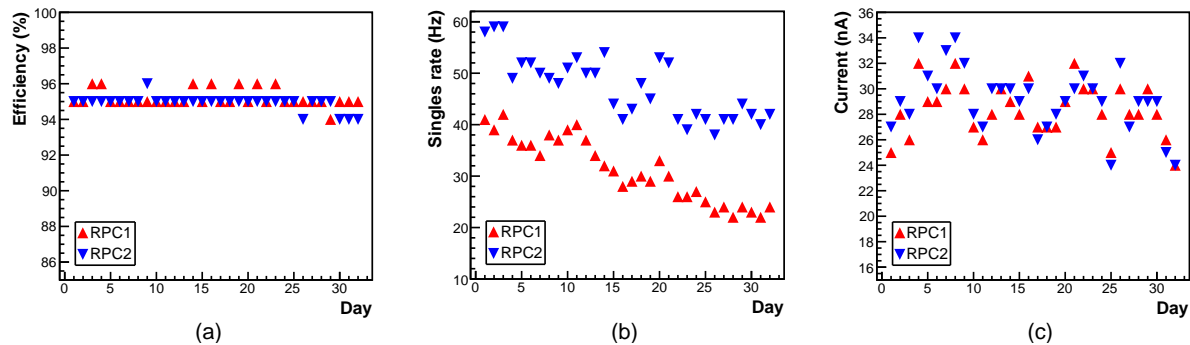 Efficiency (%)
100
98
96
94
92
90
88
86
0 5 10 15 20 25 30
Day
RPC1
RPC2
(a)
Singles rate (Hz)
60
50
40
30
20
10
0 5 10 15 20 25 30
Day
RPC1
RPC2
(b)
Current (nA)
36
34
32
30
28
26
24
22
20
18
16
0 5 10 15 20 25 30
Day
RPC1
RPC2
(c)